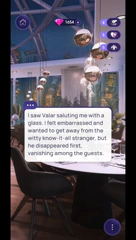 1654
I saw Valar saluting me with a
glass. I felt embarrassed and
wanted to get away from the
witty know-it-all stranger, but
he disappeared first,
vanishing among the guests.